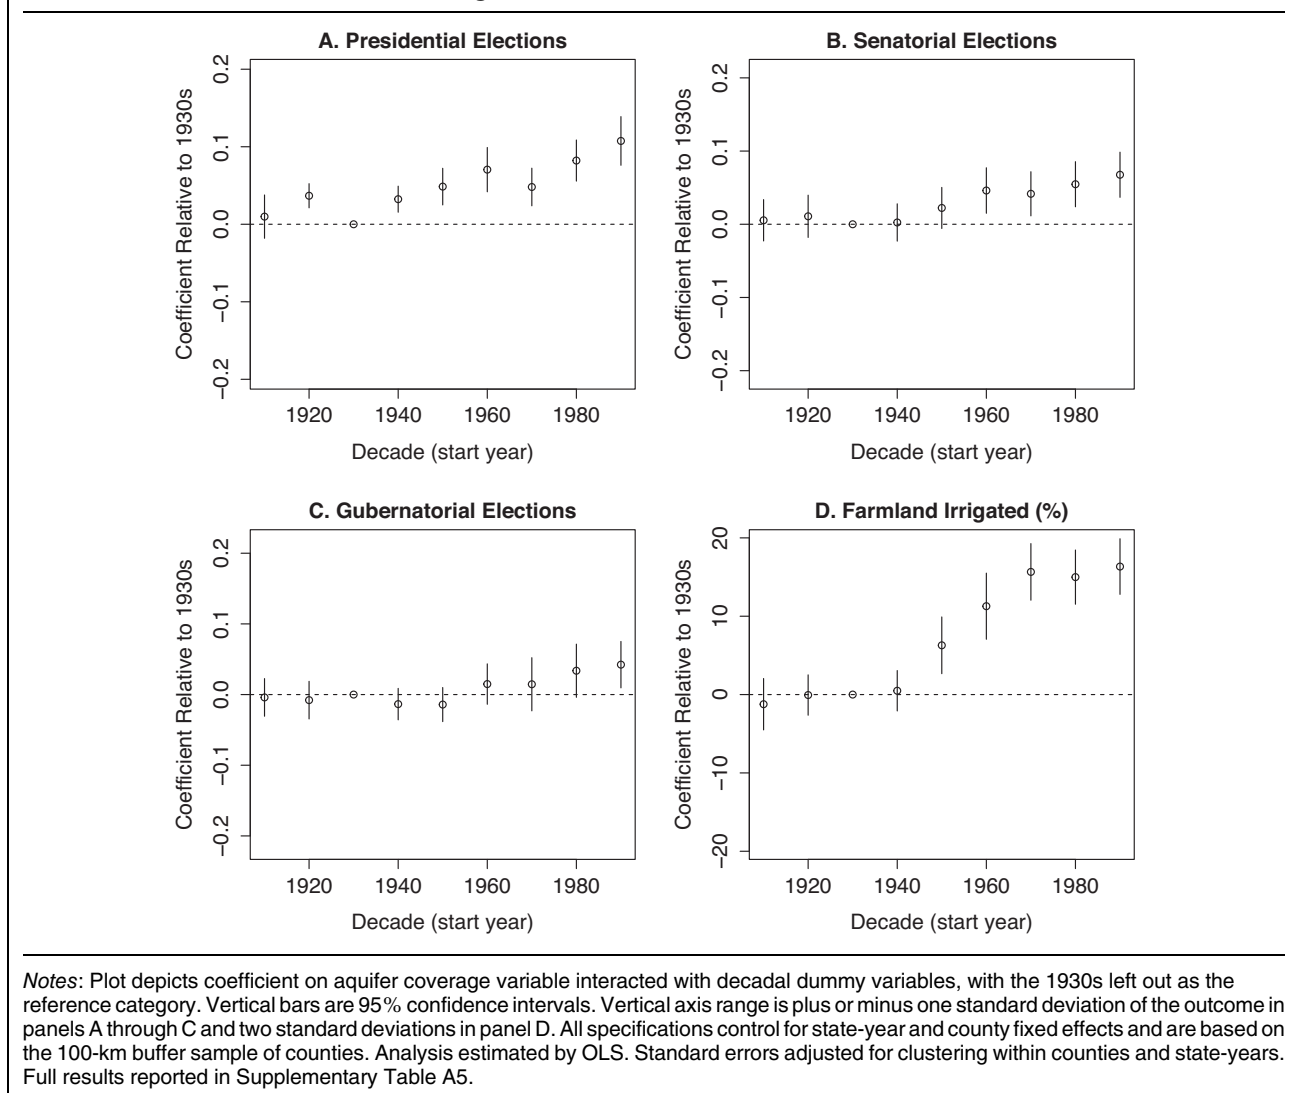 A. Presidential Elections
Coefficient Relative to 1930s
0.2
0.1
0.0
−0.1
−0.2
1920 1940 1960 1980
Decade (start year)
B. Senatorial Elections
Coefficient Relative to 1930s
0.2
0.1
0.0
−0.1
−0.2
1920 1940 1960 1980
Decade (start year)
C. Gubernatorial Elections
Coefficient Relative to 1930s
0.2
0.1
0.0
−0.1
−0.2
1920 1940 1960 1980
Decade (start year)
D. Farmland Irrigated (%)
Coefficient Relative to 1930s
20
10
0
−10
−20
1920 1940 1960 1980
Decade (start year)
Notes: Plot depicts coefficient on aquifer coverage variable interacted with decadal dummy variables, with the 1930s left out as the
reference category. Vertical bars are 95% confidence intervals. Vertical axis range is plus or minus one standard deviation of the outcome in
panels A through C and two standard deviations in panel D. All specifications control for state-year and county fixed effects and are based on
the 100-km buffer sample of counties. Analysis estimated by OLS. Standard errors adjusted for clustering within counties and state-years.
Full results reported in Supplementary Table A5.